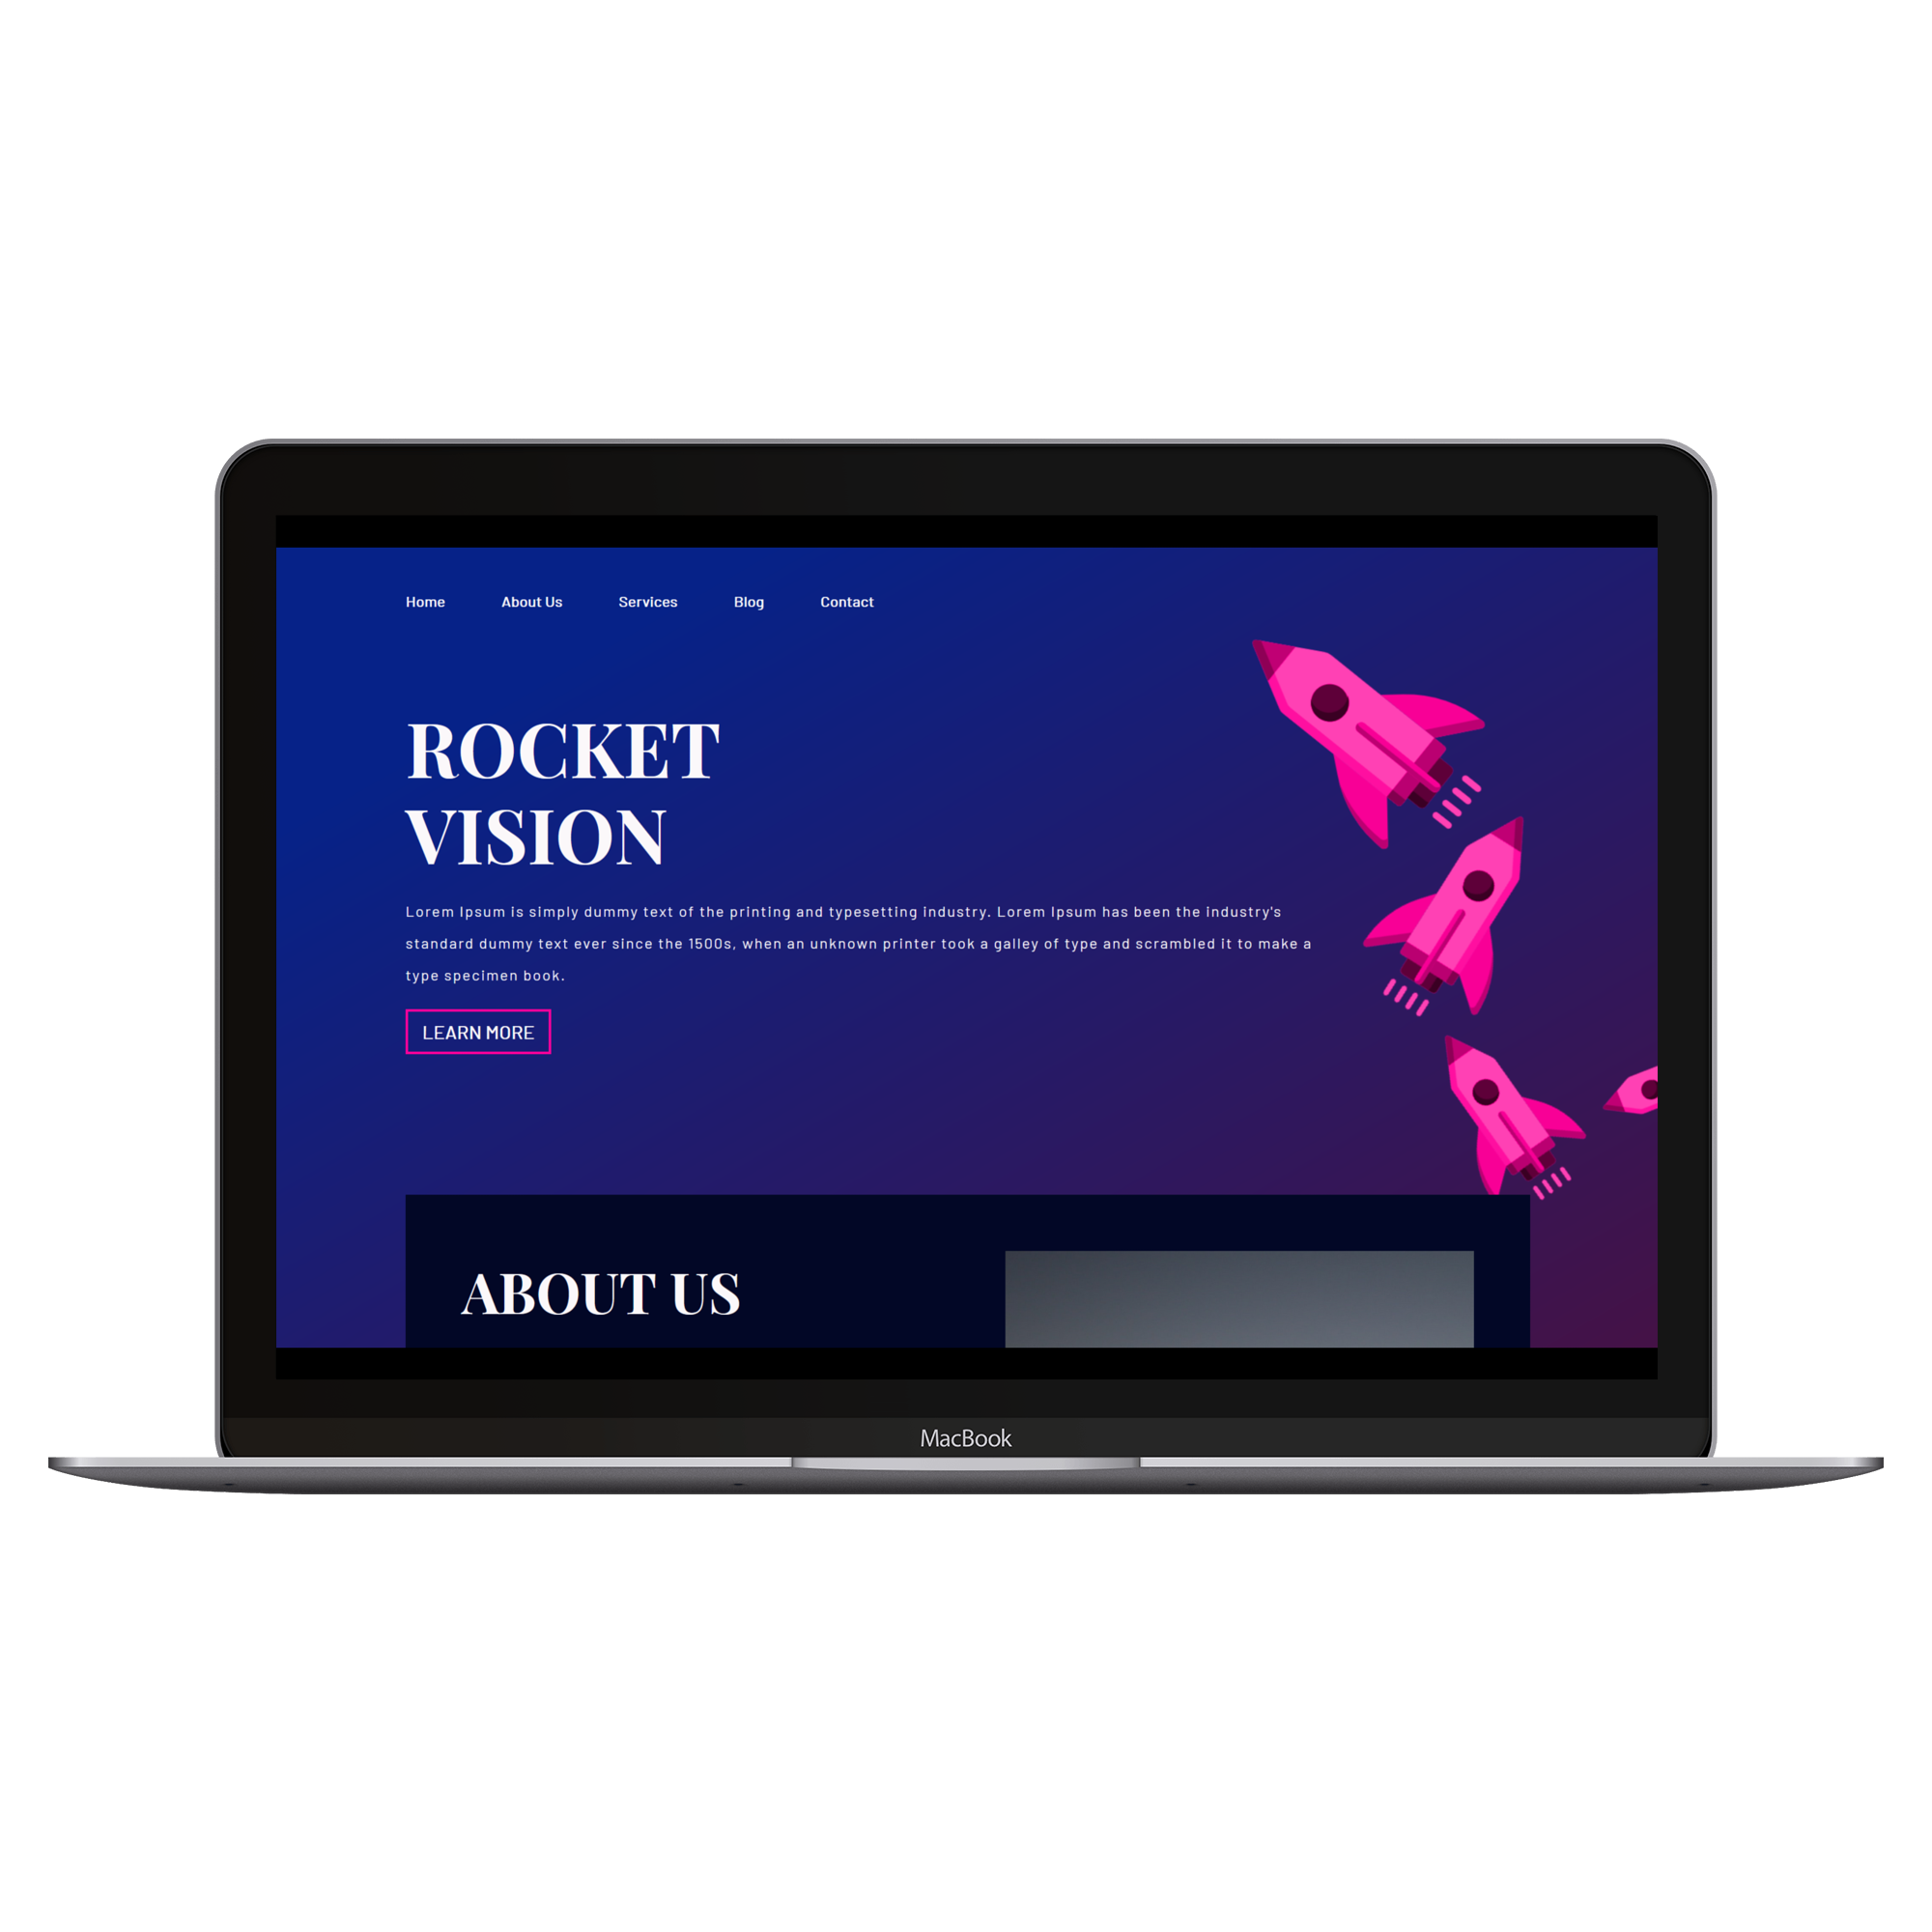 Home About Us Services Blog Contact
ROCKET
VISION
Lorem Ipsum is simply dummy text of the printing and typesetting industry. Lorem Ipsum has been the industry's
standard dummy text ever since the 1500s, when an unknown printer took a galley of type and scrambled it to make a
type specimen book.
LEARN MORE
ABOUT US
MacBook